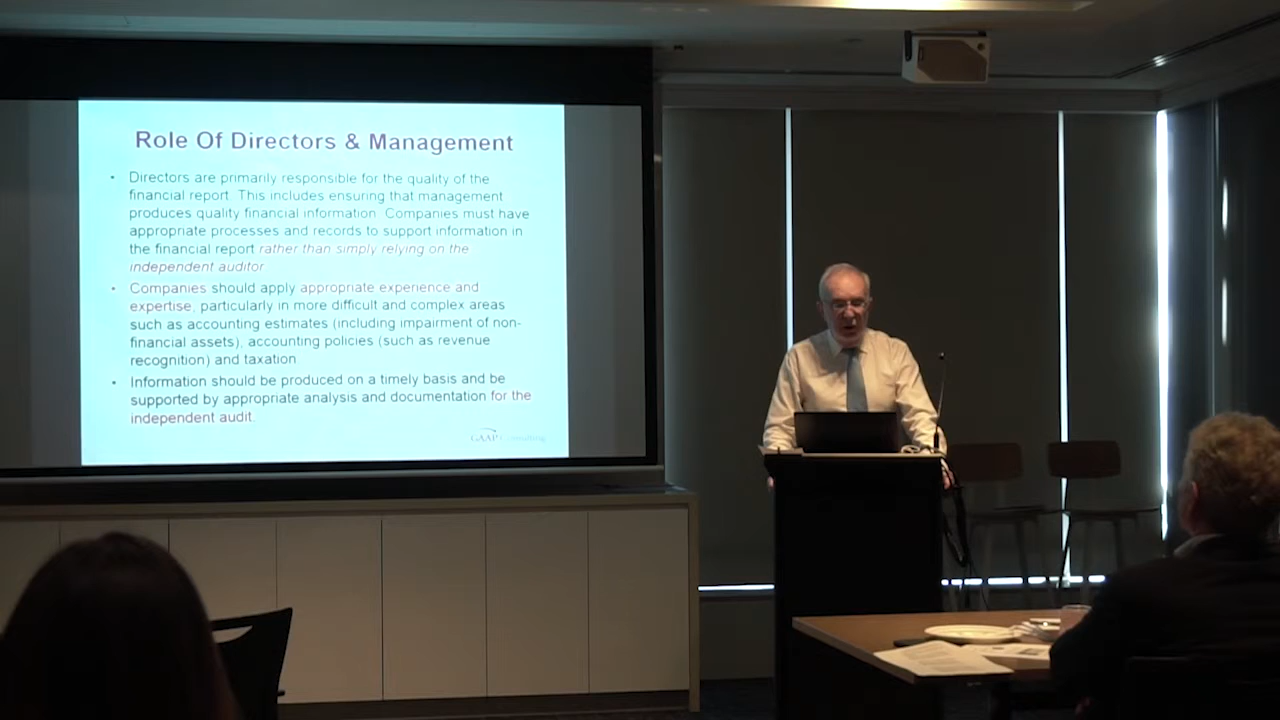 Role Of Directors & Management
• Directors are primarily responsible for the quality of the
financial report. This includes ensuring that management
produces quality financial information. Companies must have
appropriate processes and records to support information in
the financial report rather than simply relying on the
independent auditor.
• Companies should apply appropriate experience and
expertise, particularly in more difficult and complex areas
such as accounting estimates (including impairment of non-
financial assets), accounting policies (such as revenue
recognition) and taxation
• Information should be produced on a timely basis and be
supported by appropriate analysis and documentation for the
independent audit.
GAAP Consulting